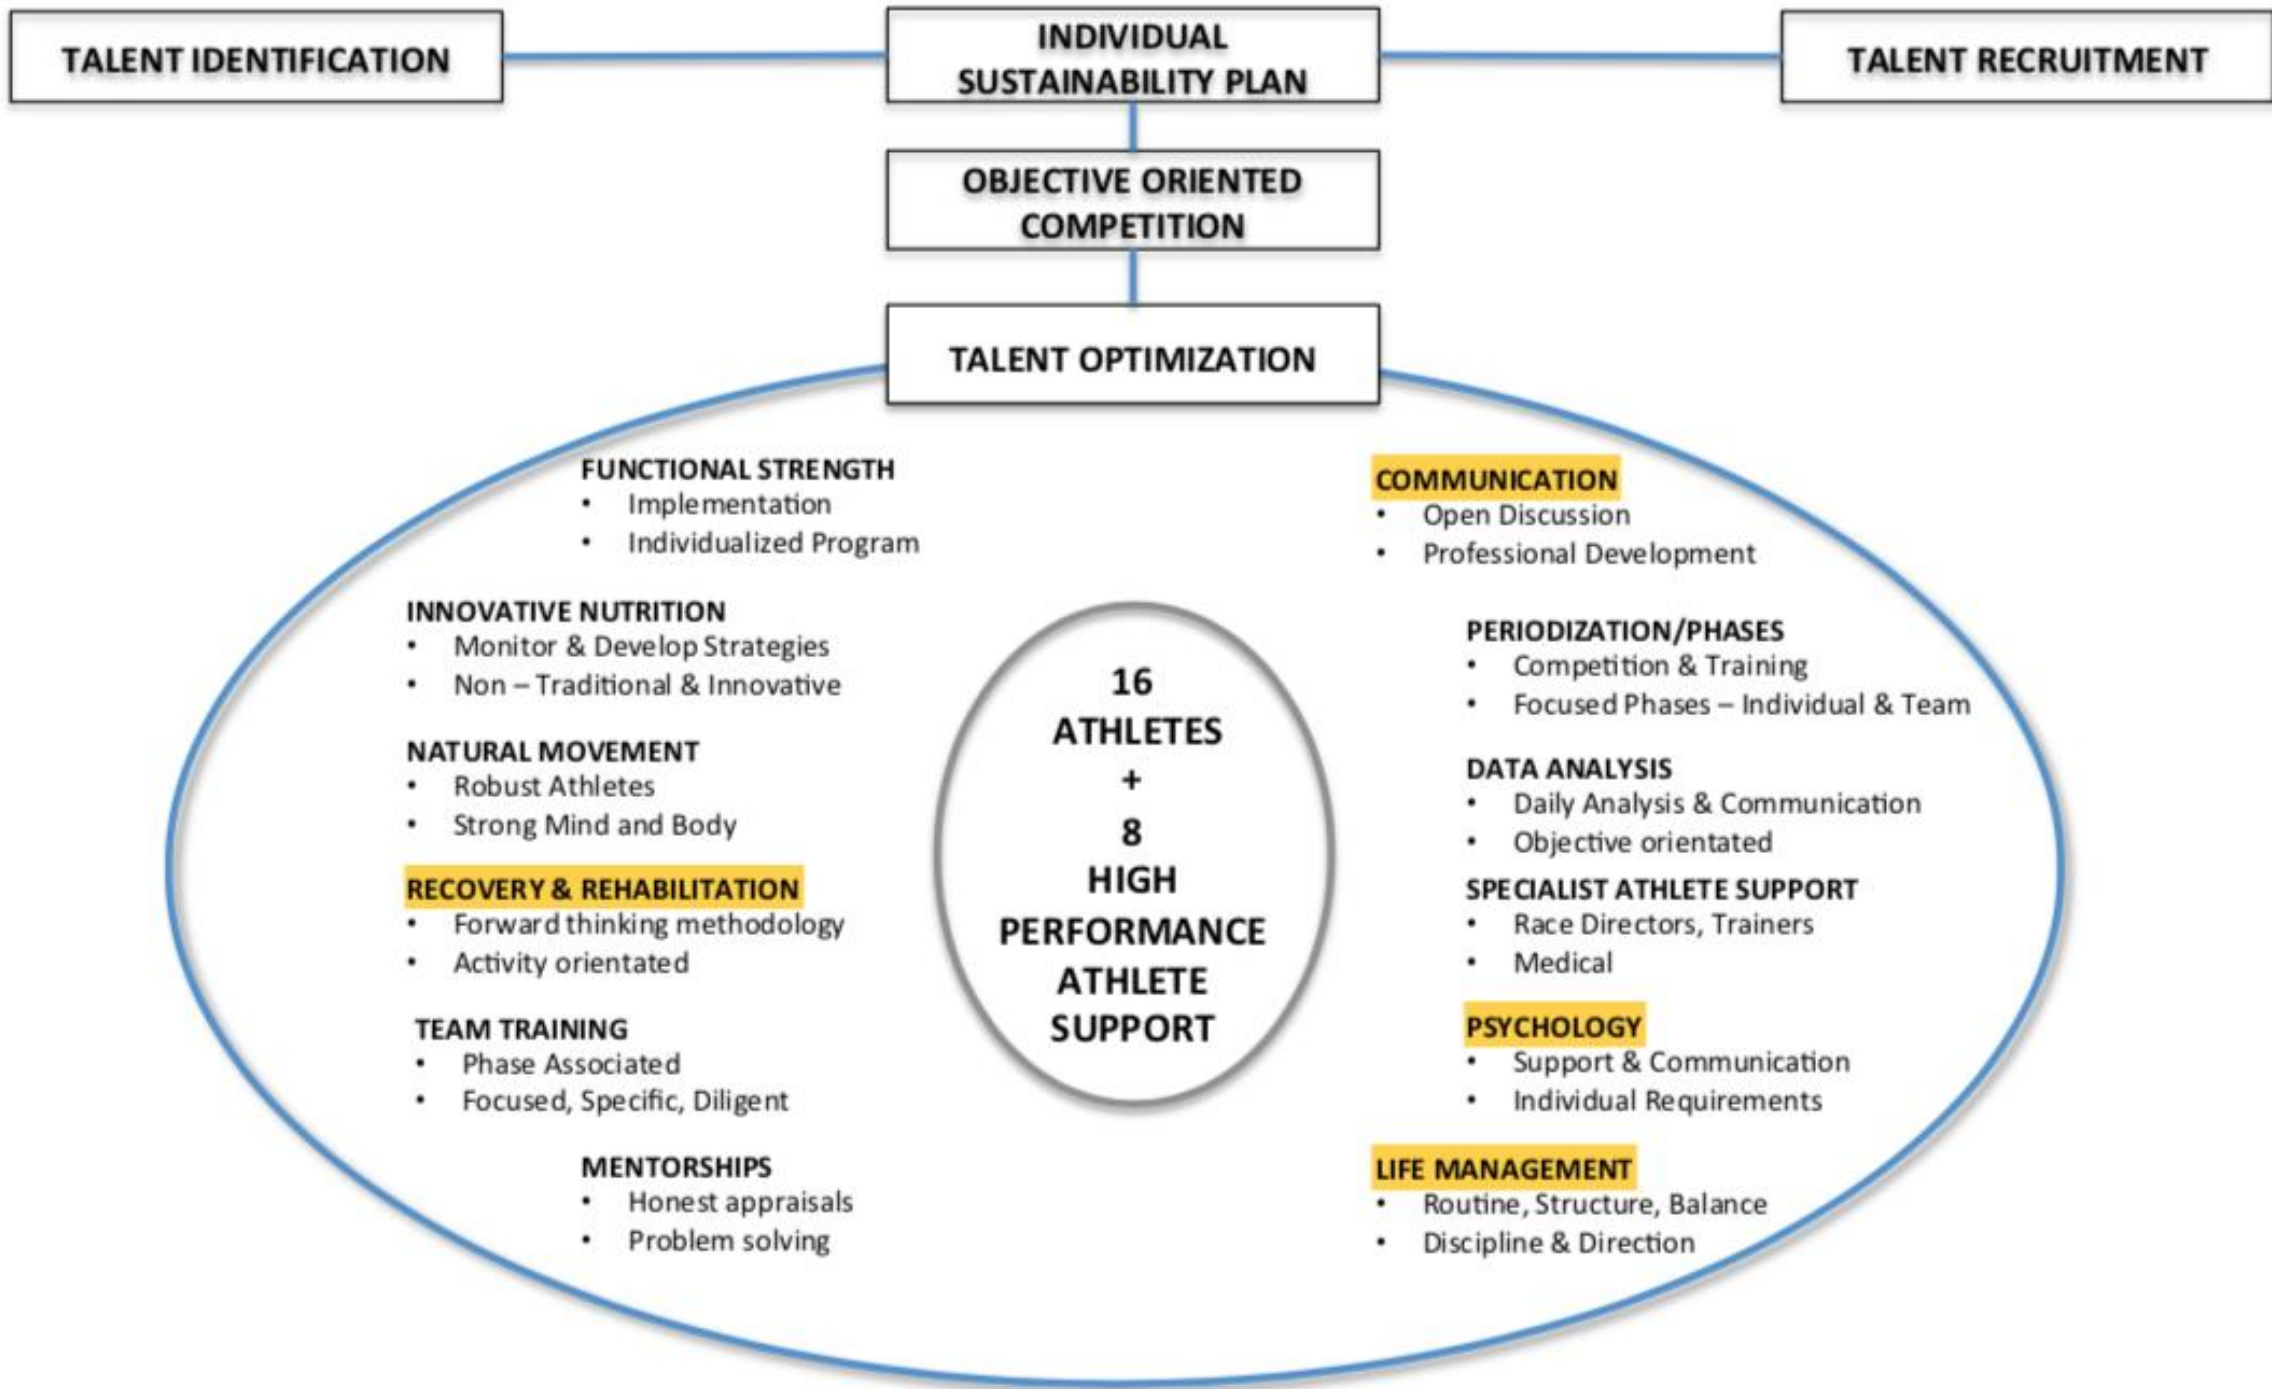 TALENT IDENTIFICATION
INDIVIDUAL
SUSTAINABILITY PLAN
TALENT RECRUITMENT
OBJECTIVE ORIENTED
COMPETITION
TALENT OPTIMIZATION
FUNCTIONAL STRENGTH
• Implementation
• Individualized Program
INNOVATIVE NUTRITION
• Monitor & Develop Strategies
• Non – Traditional & Innovative
NATURAL MOVEMENT
• Robust Athletes
• Strong Mind and Body
RECOVERY & REHABILITATION
• Forward thinking methodology
• Activity orientated
TEAM TRAINING
• Phase Associated
• Focused, Specific, Diligent
MENTORSHIPS
• Honest appraisals
• Problem solving
16
ATHLETES
+
8
HIGH
PERFORMANCE
ATHLETE
SUPPORT
COMMUNICATION
• Open Discussion
• Professional Development
PERIODIZATION/PHASES
• Competition & Training
• Focused Phases – Individual & Team
DATA ANALYSIS
• Daily Analysis & Communication
• Objective orientated
SPECIALIST ATHLETE SUPPORT
• Race Directors, Trainers
• Medical
PSYCHOLOGY
• Support & Communication
• Individual Requirements
LIFE MANAGEMENT
• Routine, Structure, Balance
• Discipline & Direction